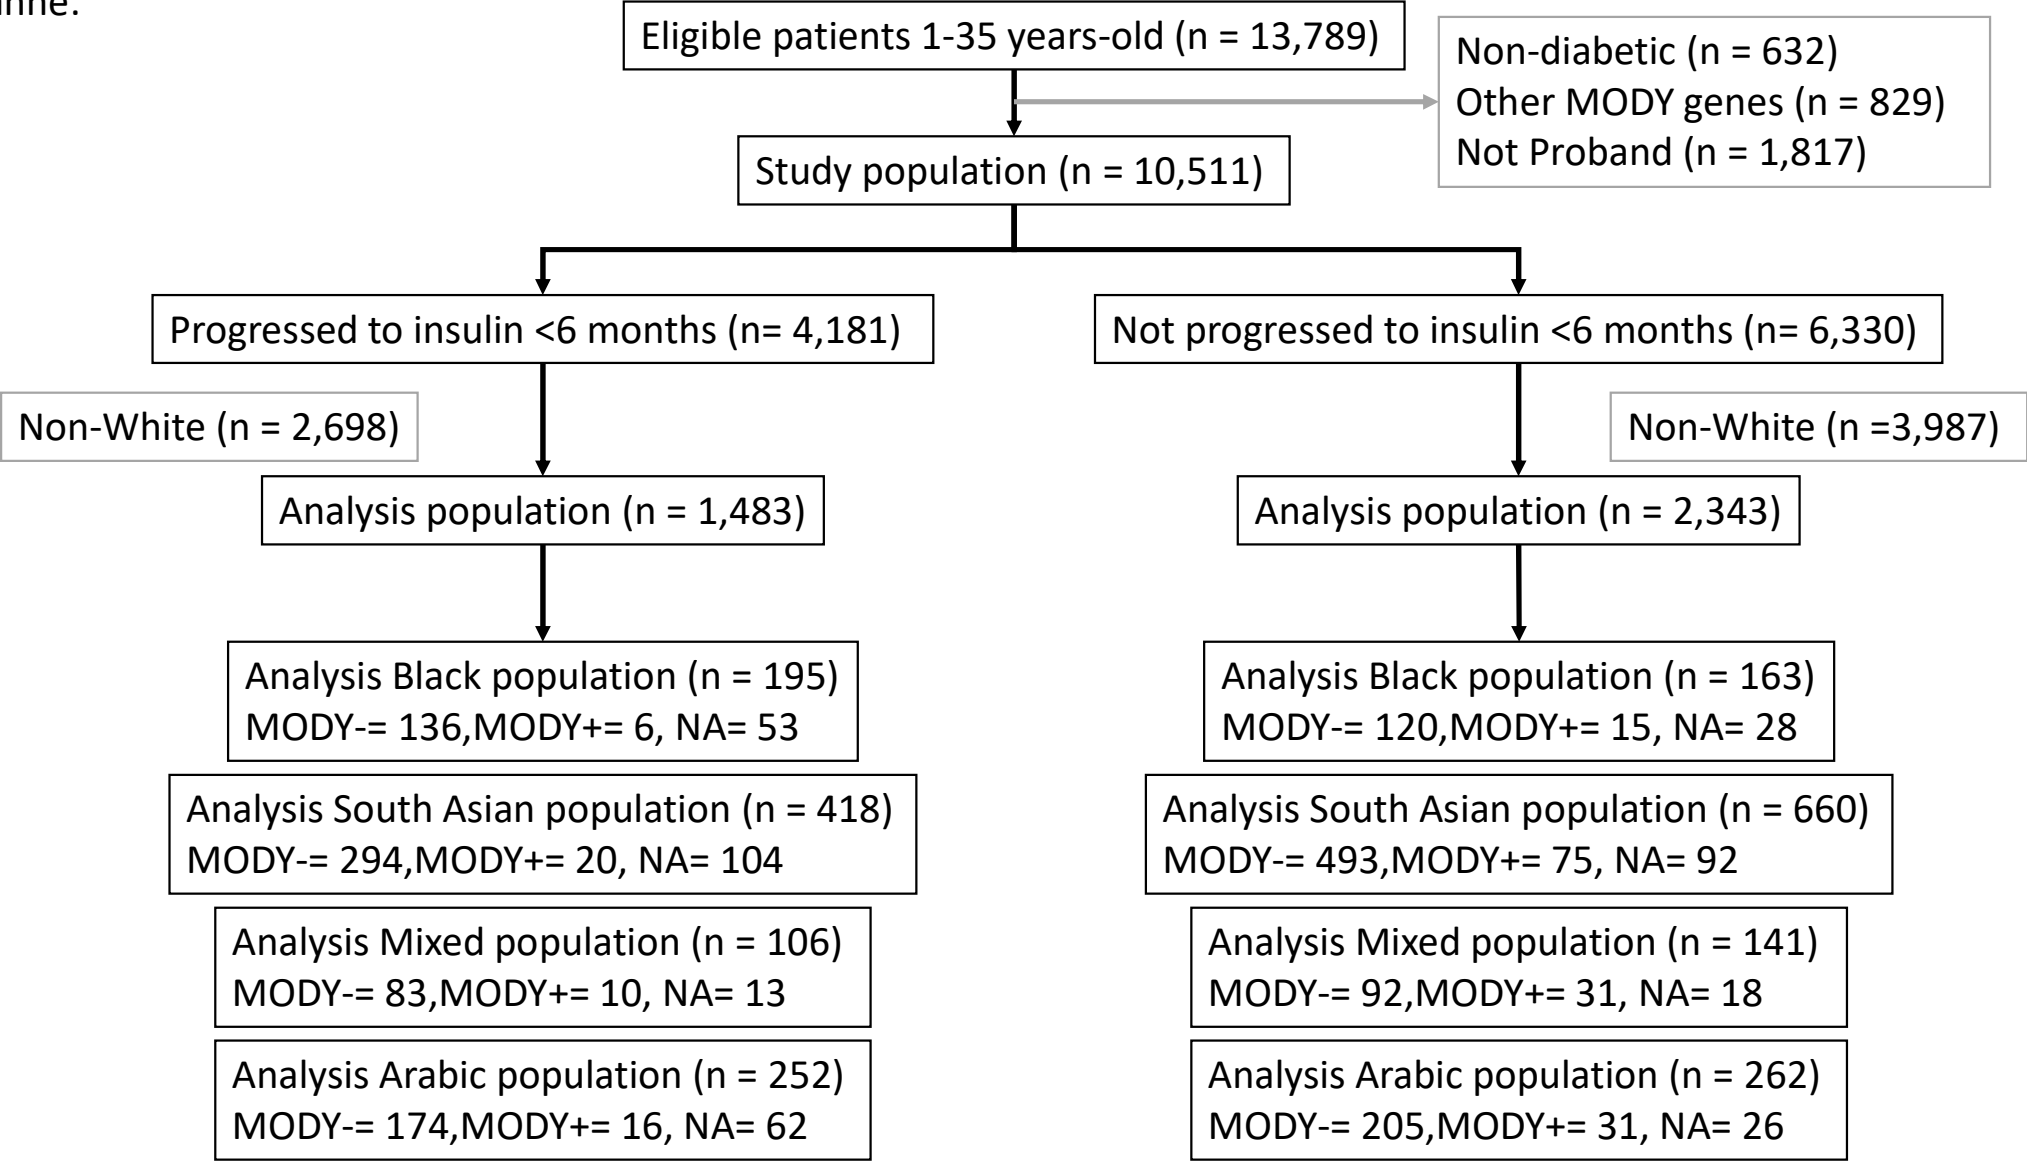 Eligible patients 1-35 years-old (n = 13,789)
Non-diabetic (n = 632)
Other MODY genes (n = 829)
Not Proband (n = 1,817)
Study population (n = 10,511)
Progressed to insulin <6 months (n= 4,181)
Not progressed to insulin <6 months (n= 6,330)
Non-White (n = 2,698)
Non-White (n =3,987)
Analysis population (n = 1,483)
Analysis population (n = 2,343)
Analysis Black population (n = 195)
MODY-= 136,MODY+= 6, NA= 53
Analysis Black population (n = 163)
MODY-= 120,MODY+= 15, NA= 28
Analysis South Asian population (n = 418)
MODY-= 294,MODY+= 20, NA= 104
Analysis South Asian population (n = 660)
MODY-= 493,MODY+= 75, NA= 92
Analysis Mixed population (n = 106)
MODY-= 83,MODY+= 10, NA= 13
Analysis Mixed population (n = 141)
MODY-= 92,MODY+= 31, NA= 18
Analysis Arabic population (n = 252)
MODY-= 174,MODY+= 16, NA= 62
Analysis Arabic population (n = 262)
MODY-= 205,MODY+= 31, NA= 26